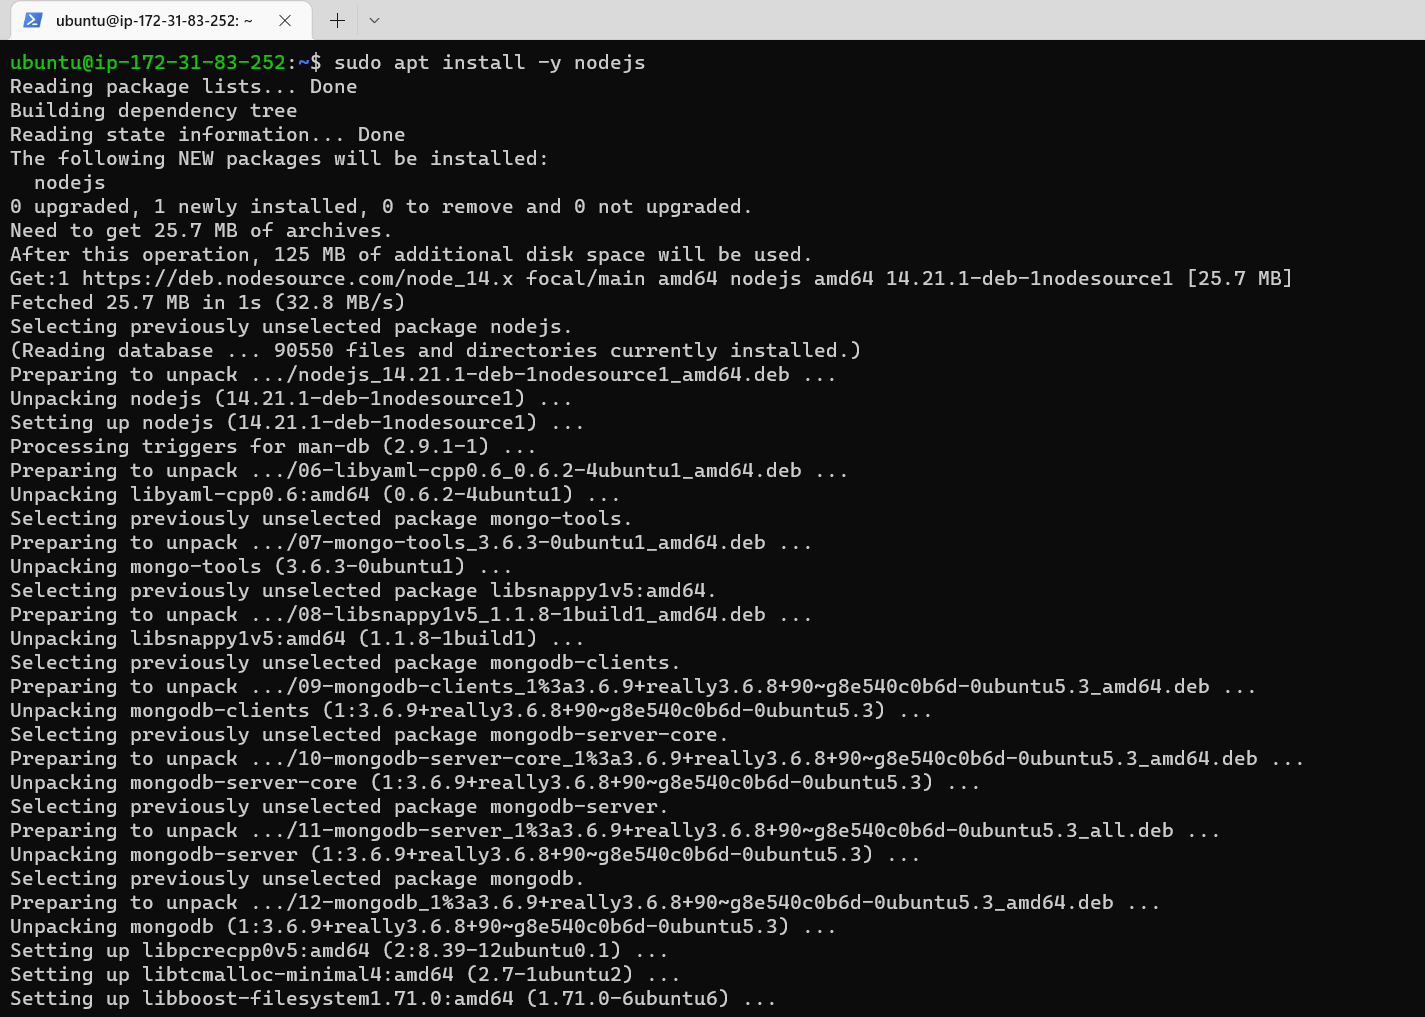 ubuntu@ip-172-31-83-252: ~
ubuntu@ip-172-31-83-252:~$ sudo apt install -y nodejs
Reading package lists... Done
Building dependency tree
Reading state information... Done
The following NEW packages will be installed:
  nodejs
0 upgraded, 1 newly installed, 0 to remove and 0 not upgraded.
Need to get 25.7 MB of archives.
After this operation, 125 MB of additional disk space will be used.
Get:1 https://deb.nodesource.com/node_14.x focal/main amd64 nodejs amd64 14.21.1-deb-1nodesource1 [25.7 MB]
Fetched 25.7 MB in 1s (32.8 MB/s)
Selecting previously unselected package nodejs.
(Reading database ... 90550 files and directories currently installed.)
Preparing to unpack .../nodejs_14.21.1-deb-1nodesource1_amd64.deb ...
Unpacking nodejs (14.21.1-deb-1nodesource1) ...
Setting up nodejs (14.21.1-deb-1nodesource1) ...
Processing triggers for man-db (2.9.1-1) ...
Preparing to unpack .../06-libyaml-cpp0.6_0.6.2-4ubuntu1_amd64.deb ...
Unpacking libyaml-cpp0.6:amd64 (0.6.2-4ubuntu1) ...
Selecting previously unselected package mongo-tools.
Preparing to unpack .../07-mongo-tools_3.6.3-0ubuntu1_amd64.deb ...
Unpacking mongo-tools (3.6.3-0ubuntu1) ...
Selecting previously unselected package libsnappy1v5:amd64.
Preparing to unpack .../08-libsnappy1v5_1.1.8-1build1_amd64.deb ...
Unpacking libsnappy1v5:amd64 (1.1.8-1build1) ...
Selecting previously unselected package mongodb-clients.
Preparing to unpack .../09-mongodb-clients_1%3a3.6.9+really3.6.8+90~g8e540c0b6d-0ubuntu5.3_amd64.deb ...
Unpacking mongodb-clients (1:3.6.9+really3.6.8+90~g8e540c0b6d-0ubuntu5.3) ...
Selecting previously unselected package mongodb-server-core.
Preparing to unpack .../10-mongodb-server-core_1%3a3.6.9+really3.6.8+90~g8e540c0b6d-0ubuntu5.3_amd64.deb ...
Unpacking mongodb-server-core (1:3.6.9+really3.6.8+90~g8e540c0b6d-0ubuntu5.3) ...
Selecting previously unselected package mongodb-server.
Preparing to unpack .../11-mongodb-server_1%3a3.6.9+really3.6.8+90~g8e540c0b6d-0ubuntu5.3_all.deb ...
Unpacking mongodb-server (1:3.6.9+really3.6.8+90~g8e540c0b6d-0ubuntu5.3) ...
Selecting previously unselected package mongodb.
Preparing to unpack .../12-mongodb_1%3a3.6.9+really3.6.8+90~g8e540c0b6d-0ubuntu5.3_amd64.deb ...
Unpacking mongodb (1:3.6.9+really3.6.8+90~g8e540c0b6d-0ubuntu5.3) ...
Setting up libpcrecpp0v5:amd64 (2:8.39-12ubuntu0.1) ...
Setting up libtcmalloc-minimal4:amd64 (2.7-1ubuntu2) ...
Setting up libboost-filesystem1.71.0:amd64 (1.71.0-6ubuntu6) ...